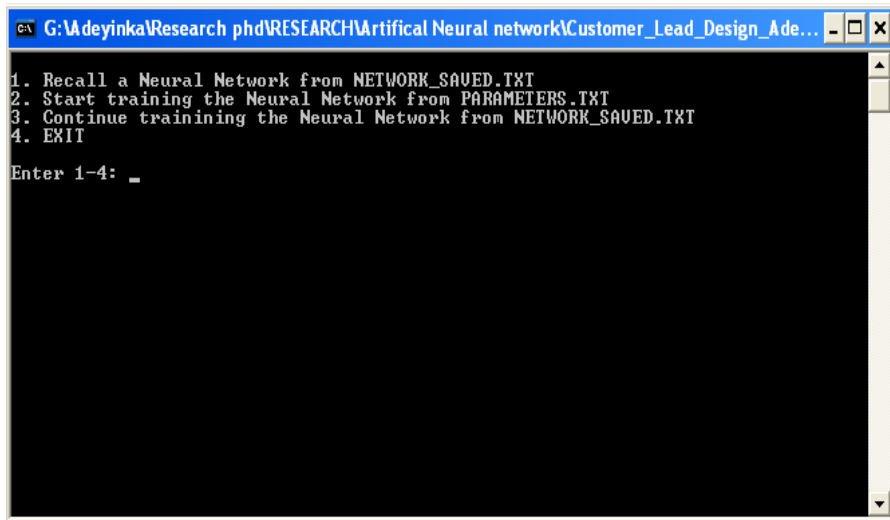 G:\Adeyinka\Research phd\RESEARCH\Artifical Neural network\Customer_Lead_Design_Ade...
1. Recall a Neural Network from NETWORK_SAVED.TXT
2. Start training the Neural Network from PARAMETERS.TXT
3. Continue trainining the Neural Network from NETWORK_SAVED.TXT
4. EXIT
Enter 1-4: _